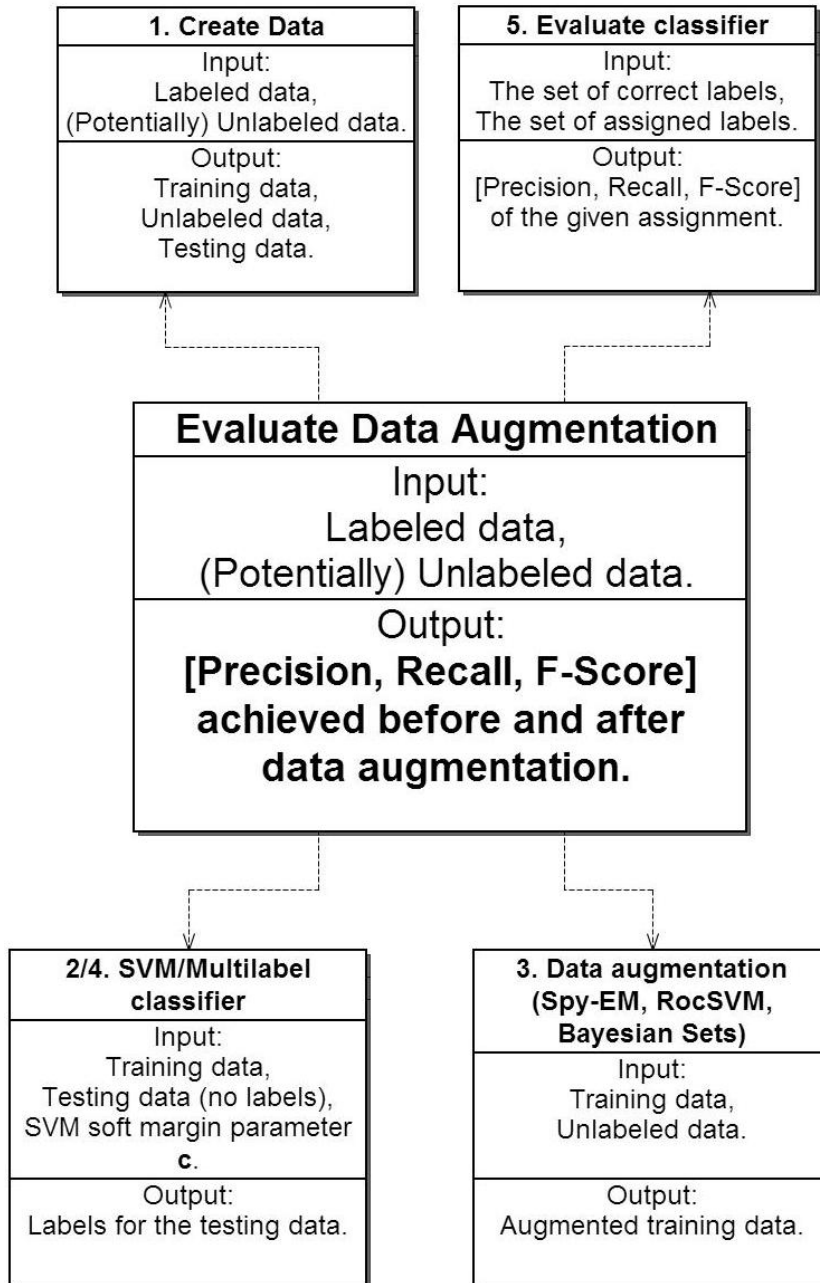 1. Create Data
Input:
Labeled data,
(Potentially) Unlabeled data.
Output:
Training data,
Unlabeled data,
Testing data.
5. Evaluate classifier
Input:
The set of correct labels,
The set of assigned labels.
Output:
[Precision, Recall, F-Score]
of the given assignment.
Evaluate Data Augmentation
Input:
Labeled data,
(Potentially) Unlabeled data.
Output:
[Precision, Recall, F-Score]
achieved before and after
data augmentation.
2/4. SVM/Multilabel
classifier
Input:
Training data,
Testing data (no labels),
SVM soft margin parameter
c.
Output:
Labels for the testing data.
3. Data augmentation
(Spy-EM, RocSVM,
Bayesian Sets)
Input:
Training data,
Unlabeled data.
Output:
Augmented training data.